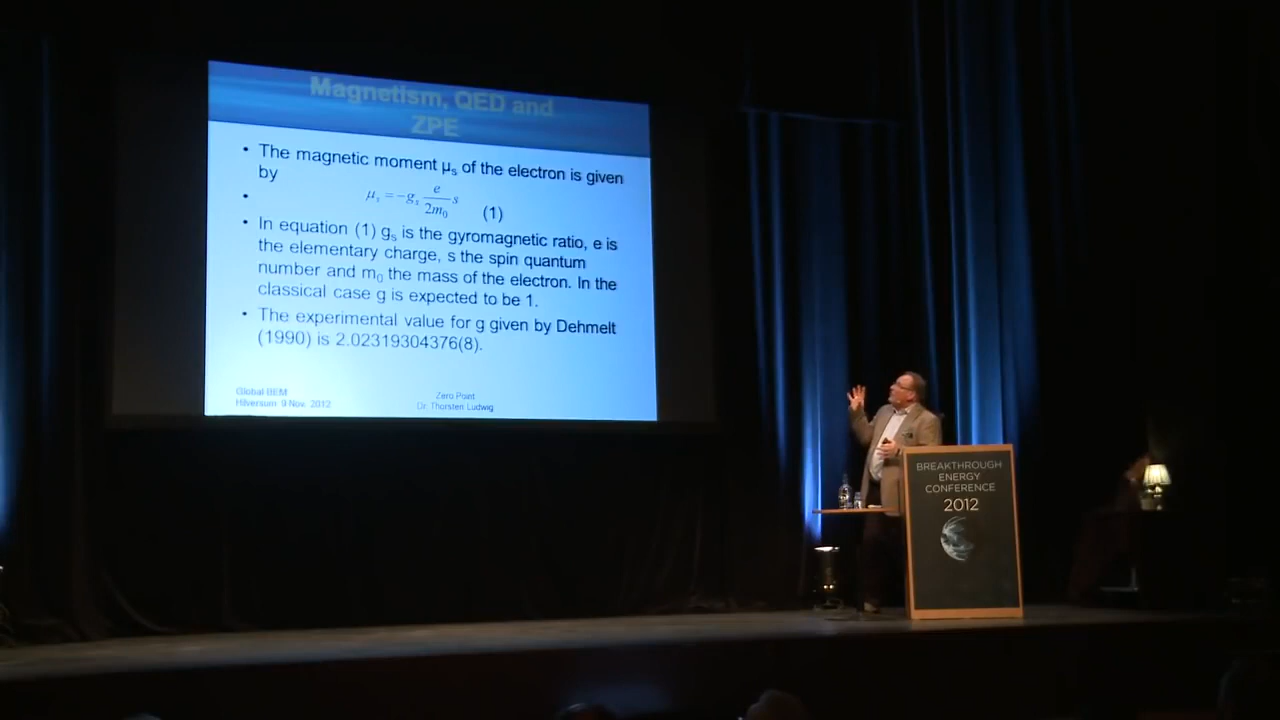 Magnetism, QED and
ZPE
• The magnetic moment μₛ of the electron is given
by
• μₛ = −gₛ e/2m₀ s (1)
• In equation (1) gₛ is the gyromagnetic ratio, e is
the elementary charge, s the spin quantum
number and m₀ the mass of the electron. In the
classical case g is expected to be 1.
• The experimental value for g given by Dehmelt
(1990) is 2.02319304376(8).
Global BEM
Hilversum 9 Nov. 2012
Zero Point
Dr. Thorsten Ludwig
BREAKTHROUGH
ENERGY
CONFERENCE
2012